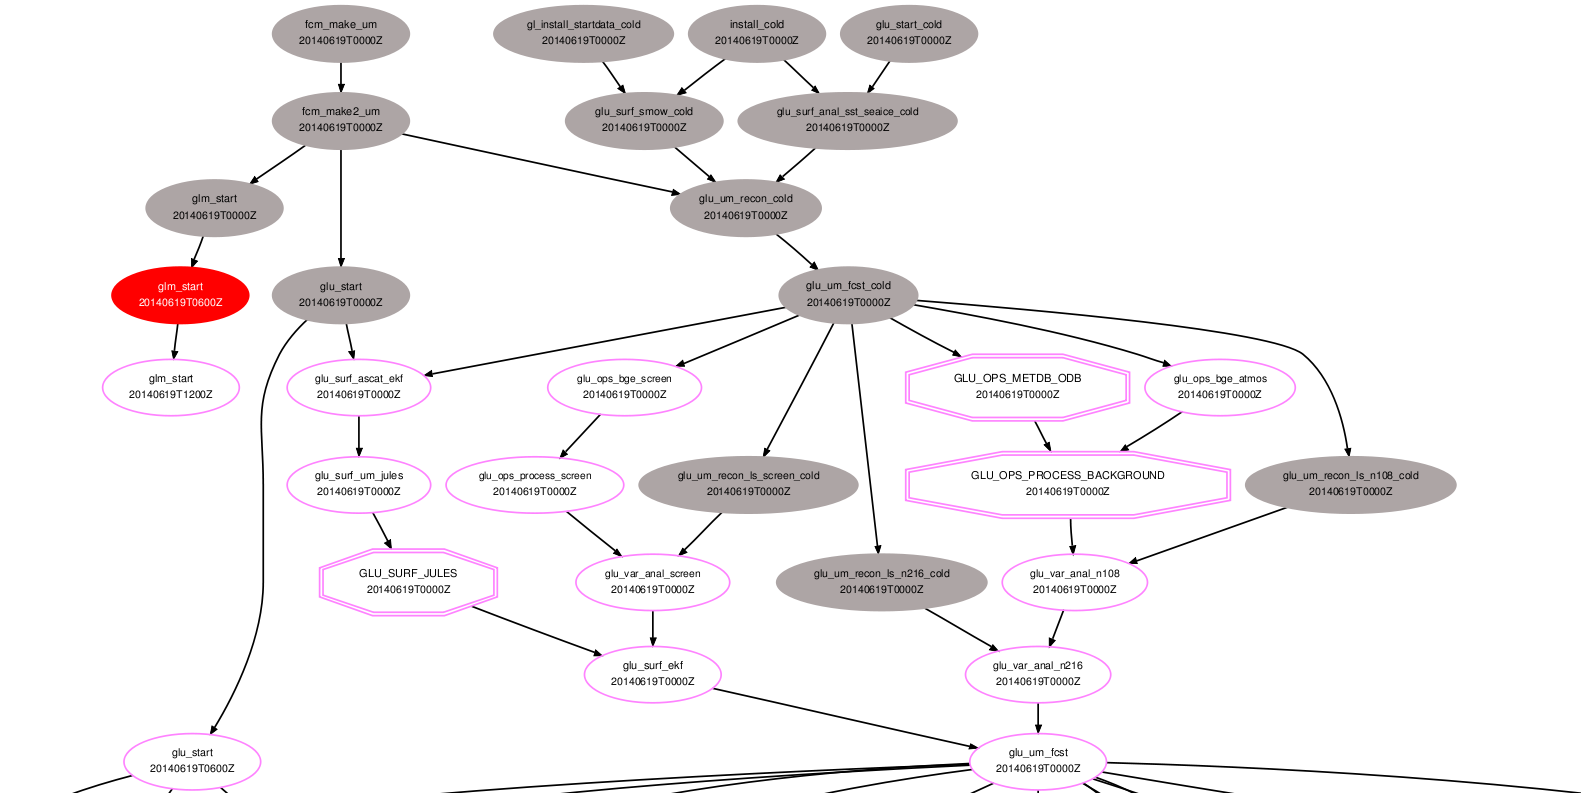 fcm_make_um
20140619T0000Z
gl_install_startdata_cold
20140619T0000Z
install_cold
20140619T0000Z
glu_start_cold
20140619T0000Z
fcm_make2_um
20140619T0000Z
glu_surf_smow_cold
20140619T0000Z
glu_surf_anal_sst_seaice_cold
20140619T0000Z
glm_start
20140619T0000Z
glu_um_recon_cold
20140619T0000Z
glm_start
20140619T0600Z
glu_start
20140619T0000Z
glu_um_fcst_cold
20140619T0000Z
glm_start
20140619T1200Z
glu_surf_ascat_ekf
20140619T0000Z
glu_ops_bge_screen
20140619T0000Z
GLU_OPS_METDB_ODB
20140619T0000Z
glu_ops_bge_atmos
20140619T0000Z
glu_surf_um_jules
20140619T0000Z
glu_ops_process_screen
20140619T0000Z
glu_um_recon_ls_screen_cold
20140619T0000Z
GLU_OPS_PROCESS_BACKGROUND
20140619T0000Z
glu_um_recon_ls_n108_cold
20140619T0000Z
GLU_SURF_JULES
20140619T0000Z
glu_var_anal_screen
20140619T0000Z
glu_um_recon_ls_n216_cold
20140619T0000Z
glu_var_anal_n108
20140619T0000Z
glu_surf_ekf
20140619T0000Z
glu_var_anal_n216
20140619T0000Z
glu_start
20140619T0600Z
glu_um_fcst
20140619T0000Z